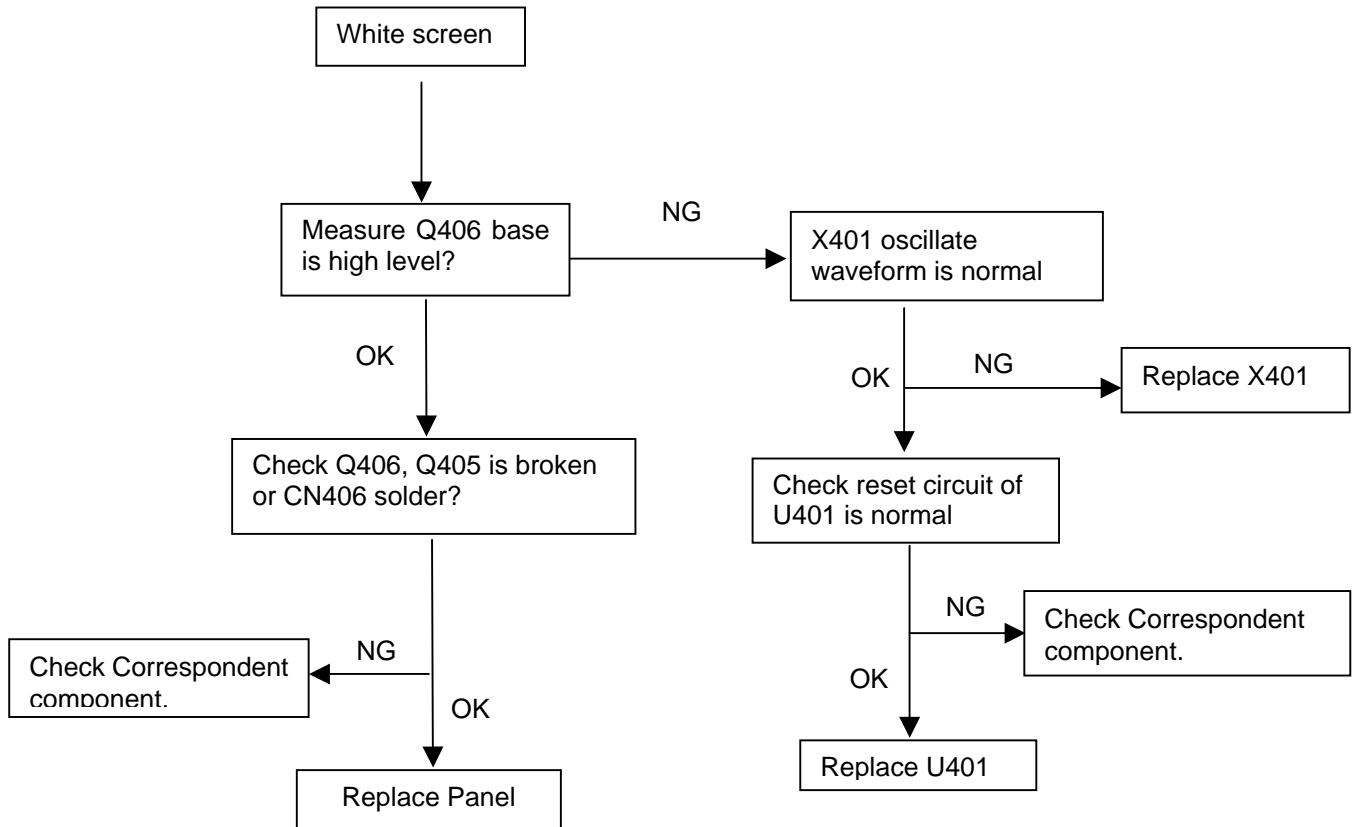 White screen
Measure Q406 base
is high level?
NG
X401 oscillate
waveform is normal
OK
OK
NG
Replace X401
Check Q406, Q405 is broken
or CN406 solder?
Check reset circuit of
U401 is normal
NG
Check Correspondent
component.
NG
Check Correspondent
component.
OK
OK
Replace Panel
Replace U401